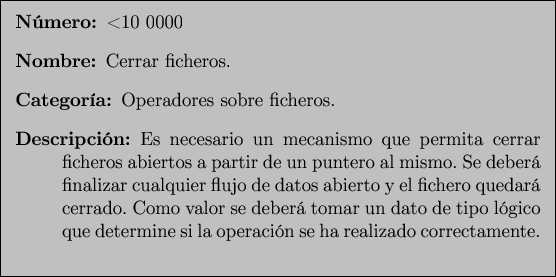 Número: <10 0000
Nombre: Cerrar ficheros.
Categoría: Operadores sobre ficheros.
Descripción: Es necesario un mecanismo que permita cerrar
ficheros abiertos a partir de un puntero al mismo. Se deberá
finalizar cualquier flujo de datos abierto y el fichero quedará
cerrado. Como valor se deberá tomar un dato de tipo lógico
que determine si la operación se ha realizado correctamente.